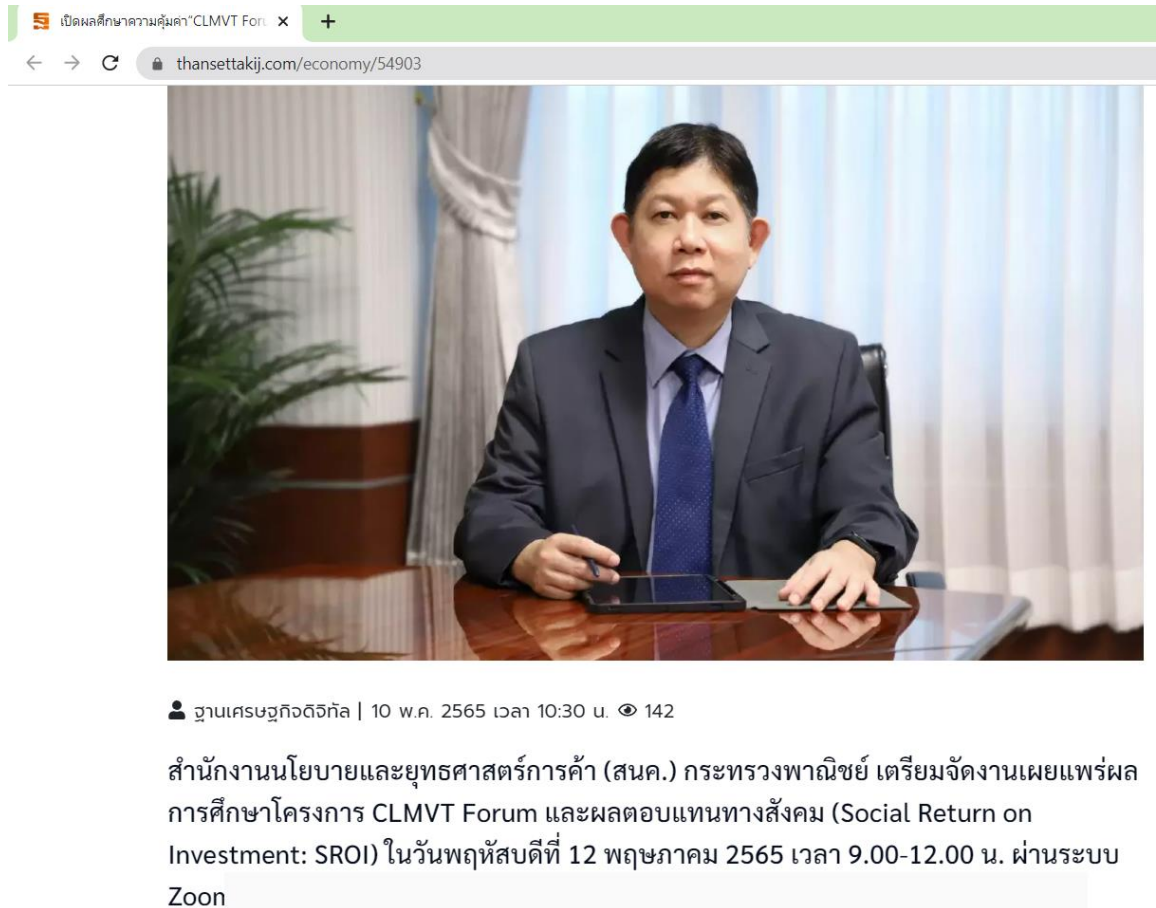 เปิดผลศึกษาความคุ้มค่า"CLMVT Foru
thansettakij.com/economy/54903
ฐานเศรษฐกิจดิจิทัล | 10 พ.ค. 2565 เวลา 10:30 น. 142
สำนักงานนโยบายและยุทธศาสตร์การค้า (สนค.) กระทรวงพาณิชย์ เตรียมจัดงานเผยแพร่ผล
การศึกษาโครงการ CLMVT Forum และผลตอบแทนทางสังคม (Social Return on
Investment: SROI) ในวันพฤหัสบดีที่ 12 พฤษภาคม 2565 เวลา 9.00-12.00 น. ผ่านระบบ
Zoon